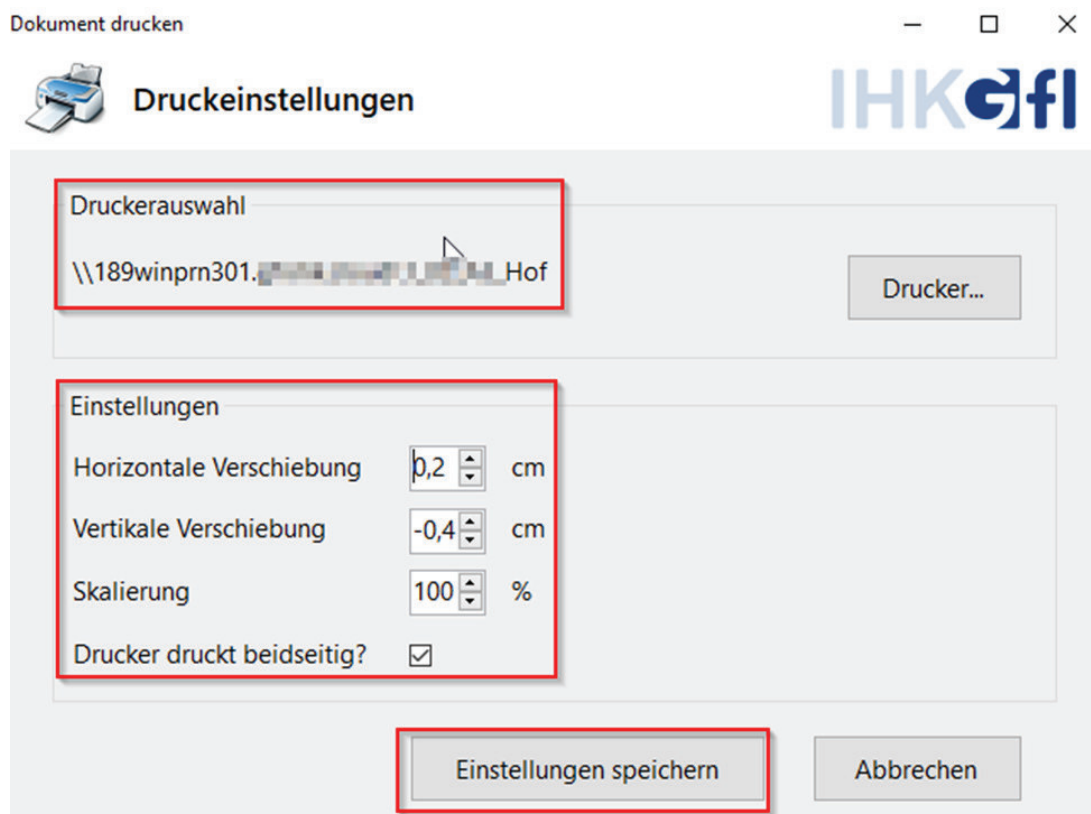 Dokument drucken
Druckeinstellungen
IHKGfI
Druckerauswahl
\\189winprn301. _Hof
Drucker...
Einstellungen
Horizontale Verschiebung 0,2 cm
Vertikale Verschiebung -0,4 cm
Skalierung 100 %
Drucker druckt beidseitig?
Einstellungen speichern
Abbrechen